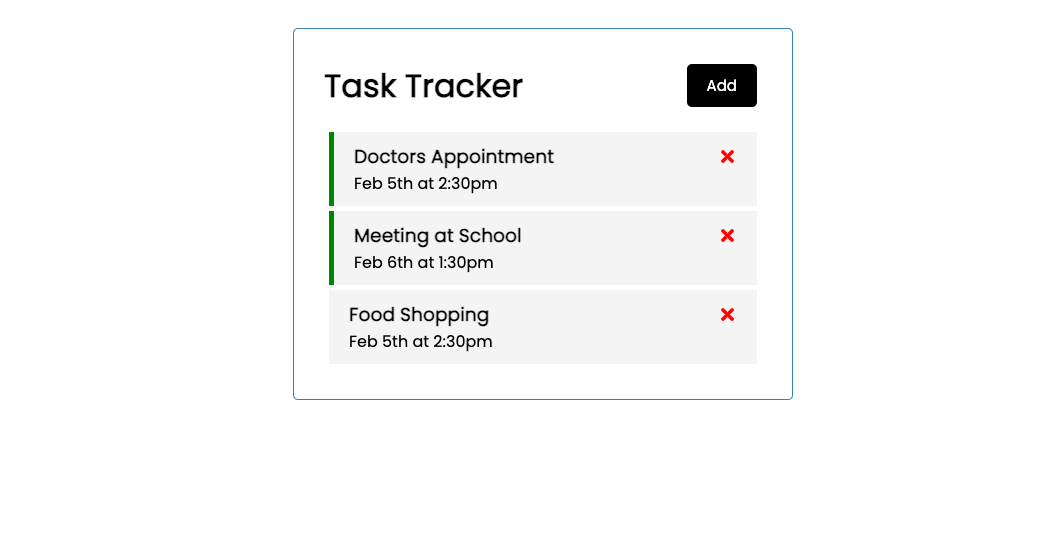 Task Tracker
Add
Doctors Appointment
Feb 5th at 2:30pm
Meeting at School
Feb 6th at 1:30pm
Food Shopping
Feb 5th at 2:30pm